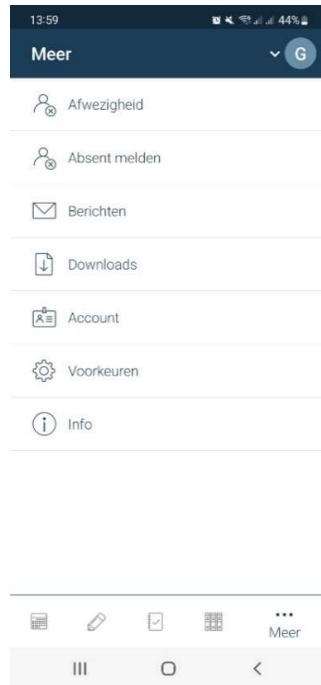 13:59 44%
Meer G
Afwezigheid
Absent melden
Berichten
Downloads
Account
Voorkeuren
Info
Meer